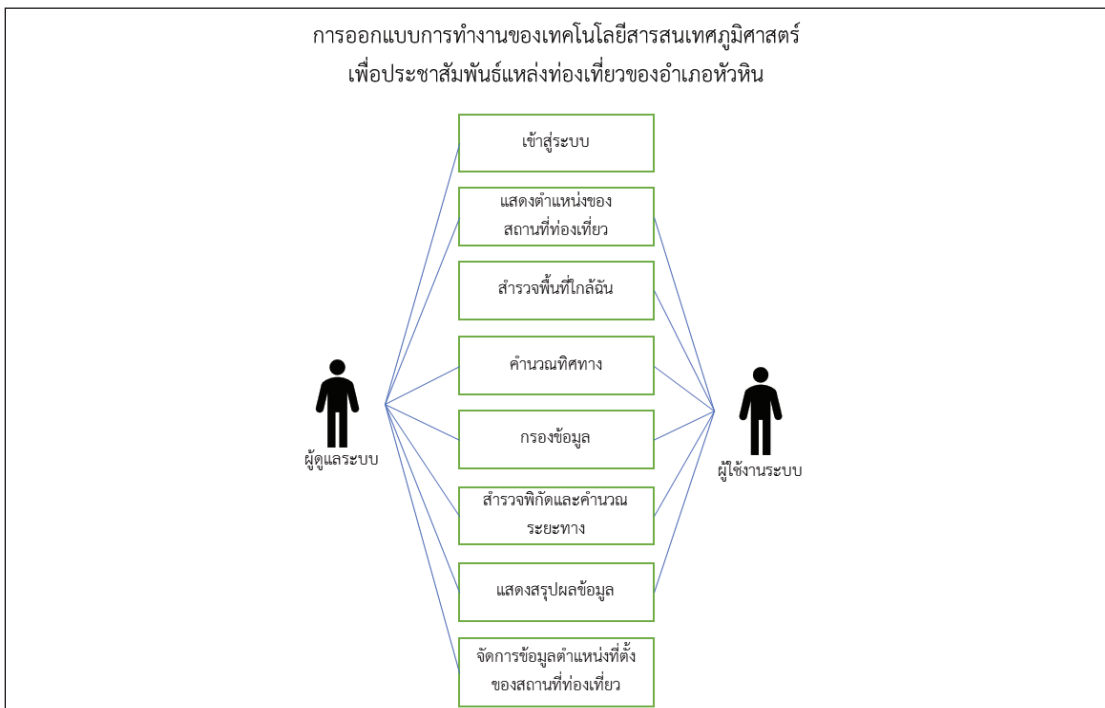 การออกแบบการทำงานของเทคโนโลยีสารสนเทศภูมิศาสตร์
เพื่อประชาสัมพันธ์แหล่งท่องเที่ยวของอำเภอหัวหิน
เข้าสู่ระบบ
แสดงตำแหน่งของ
สถานที่ท่องเที่ยว
สำรวจพื้นที่ใกล้ฉัน
คำนวณทิศทาง
กรองข้อมูล
สำรวจพิกัดและคำนวณ
ระยะทาง
แสดงสรุปผลข้อมูล
จัดการข้อมูลตำแหน่งที่ตั้ง
ของสถานที่ท่องเที่ยว
ผู้ดูแลระบบ
ผู้ใช้งานระบบ